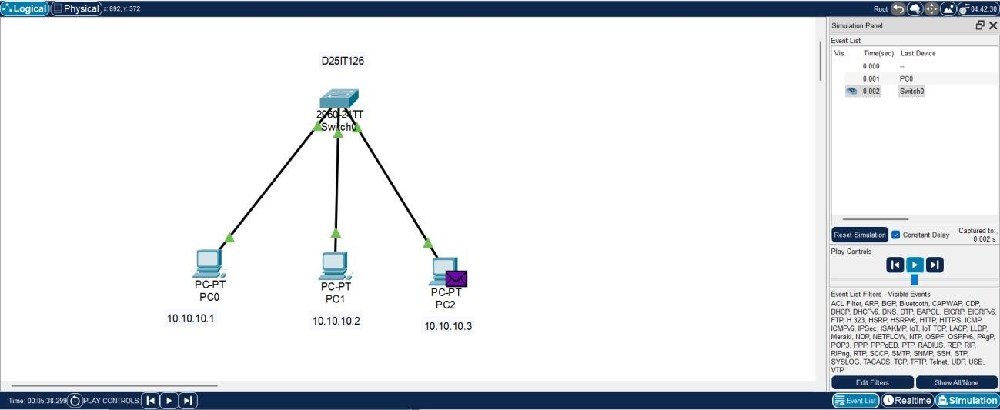 Logical Physical x: 892, y: 372
Root 04:42:30
D25IT126
2960-24TT
Switch0
PC-PT
PC0
10.10.10.1
PC-PT
PC1
10.10.10.2
PC-PT
PC2
10.10.10.3
Simulation Panel
Event List
Vis. Time(sec) Last Device
0.000 --
0.001 PC0
0.002 Switch0
Reset Simulation Constant Delay Captured to:
0.002 s
Play Controls
Event List Filters - Visible Events
ACL Filter, ARP, BGP, Bluetooth, CAPWAP, CDP,
DHCP, DHCPv6, DNS, DTP, EAPOL, EIGRP, EIGRPv6,
FTP, H.323, HSRP, HSRPv6, HTTP, HTTPS, ICMP,
ICMPv6, IPSec, ISAKMP, IoT, IoT TCP, LACP, LLDP,
Meraki, NDP, NETFLOW, NTP, OSPF, OSPFv6, PAgP,
POP3, PPP, PPPoED, PTP, RADIUS, REP, RIP,
RIPng, RTP, SCCP, SMTP, SNMP, SSH, STP,
SYSLOG, TACACS, TCP, TFTP, Telnet, UDP, USB,
VTP
Edit Filters Show All/None
Time: 00:05:38.299 PLAY CONTROLS:
Event List Realtime Simulation